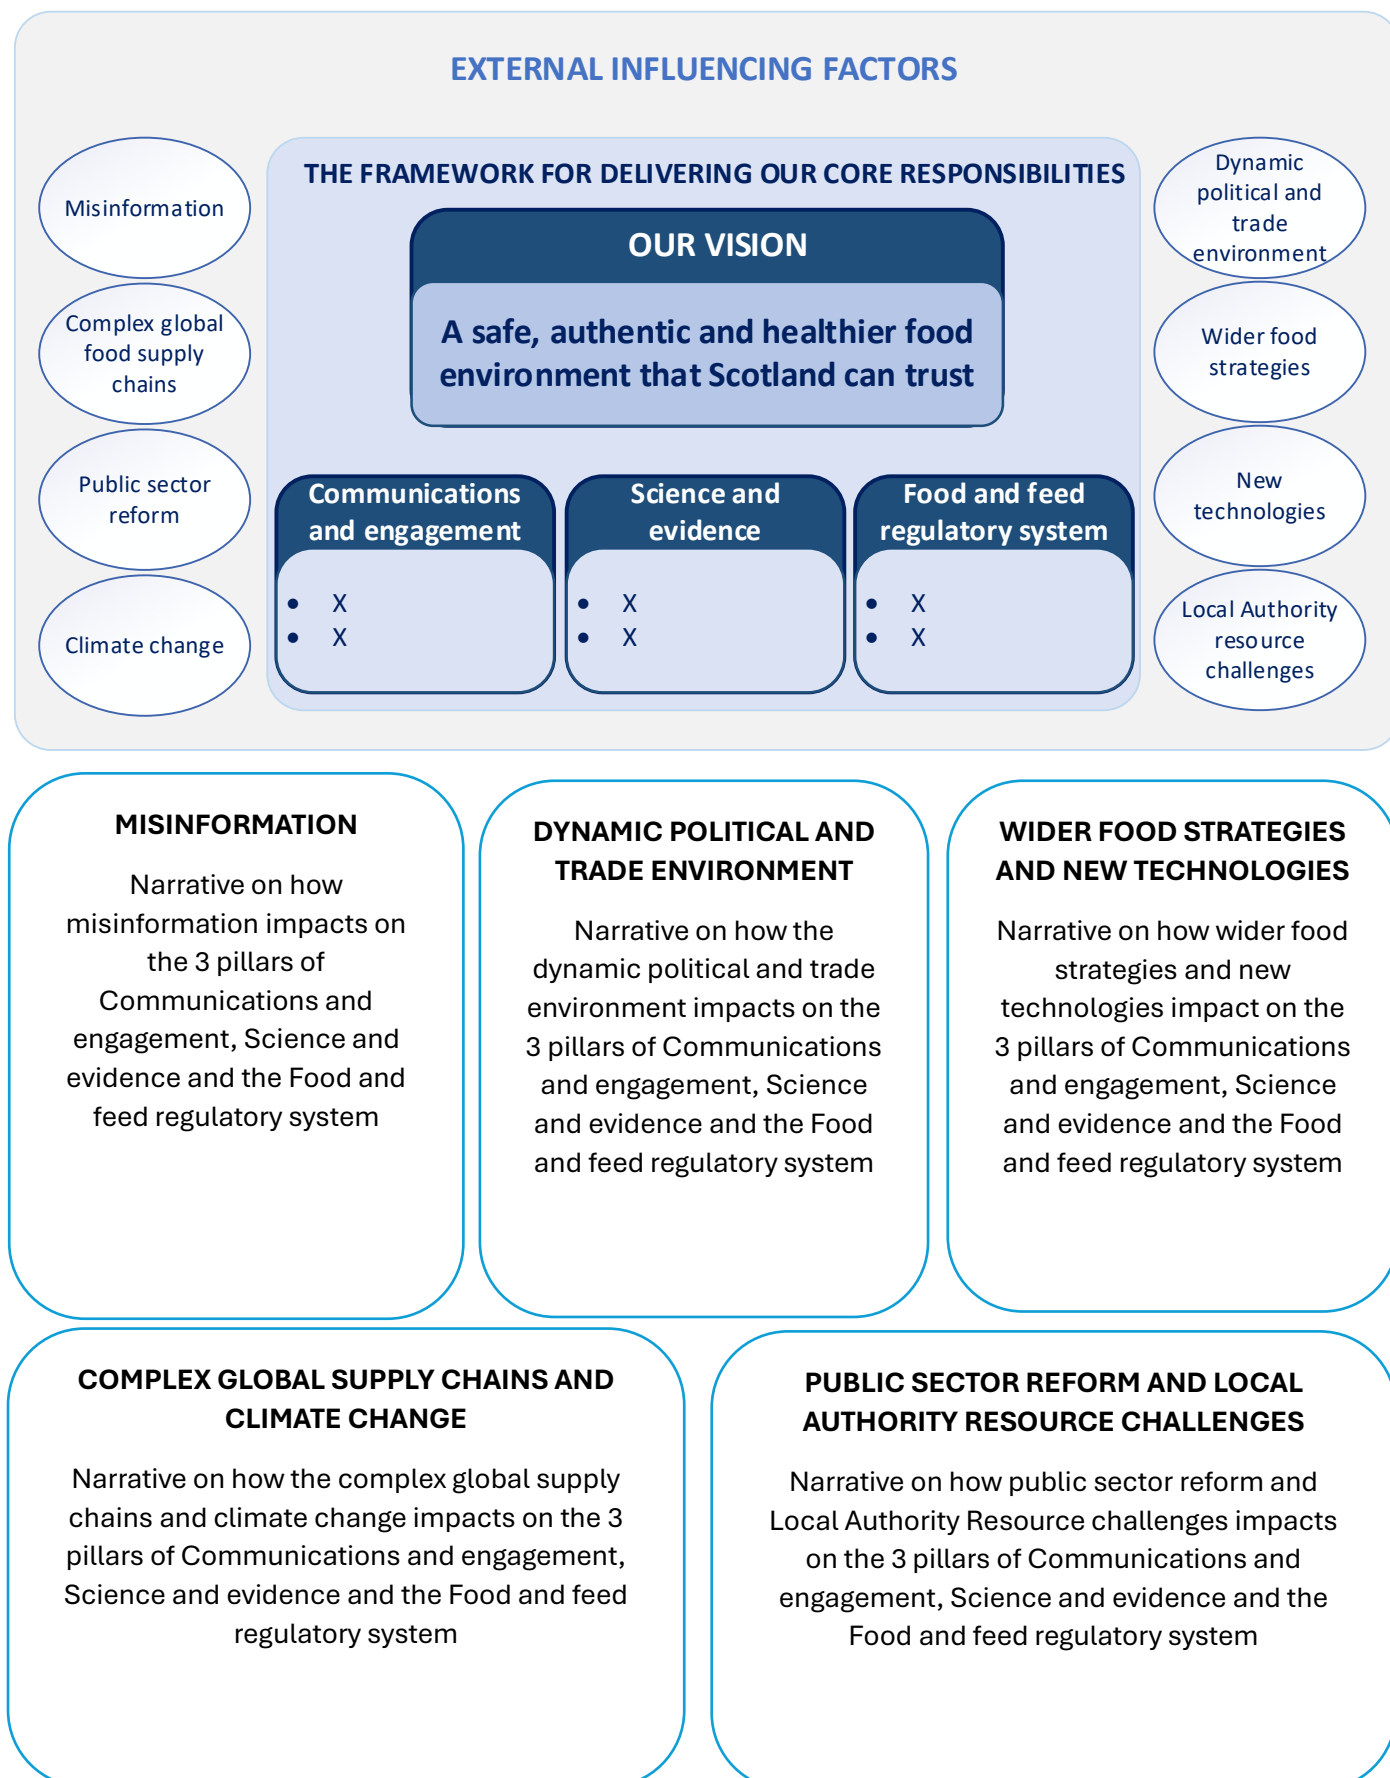 EXTERNAL INFLUENCING FACTORS
Misinformation
Complex global
food supply
chains
Public sector
reform
Climate change
THE FRAMEWORK FOR DELIVERING OUR CORE RESPONSIBILITIES
OUR VISION
A safe, authentic and healthier food
environment that Scotland can trust
Communications
and engagement
• X
• X
Science and
evidence
• X
• X
Food and feed
regulatory system
• X
• X
Dynamic
political and
trade
environment
Wider food
strategies
New
technologies
Local Authority
resource
challenges
MISINFORMATION
Narrative on how
misinformation impacts on
the 3 pillars of
Communications and
engagement, Science and
evidence and the Food and
feed regulatory system
DYNAMIC POLITICAL AND
TRADE ENVIRONMENT
Narrative on how the
dynamic political and trade
environment impacts on the
3 pillars of Communications
and engagement, Science
and evidence and the Food
and feed regulatory system
WIDER FOOD STRATEGIES
AND NEW TECHNOLOGIES
Narrative on how wider food
strategies and new
technologies impact on the
3 pillars of Communications
and engagement, Science
and evidence and the Food
and feed regulatory system
COMPLEX GLOBAL SUPPLY CHAINS AND
CLIMATE CHANGE
Narrative on how the complex global supply
chains and climate change impacts on the 3
pillars of Communications and engagement,
Science and evidence and the Food and feed
regulatory system
PUBLIC SECTOR REFORM AND LOCAL
AUTHORITY RESOURCE CHALLENGES
Narrative on how public sector reform and
Local Authority Resource challenges impacts
on the 3 pillars of Communications and
engagement, Science and evidence and the
Food and feed regulatory system